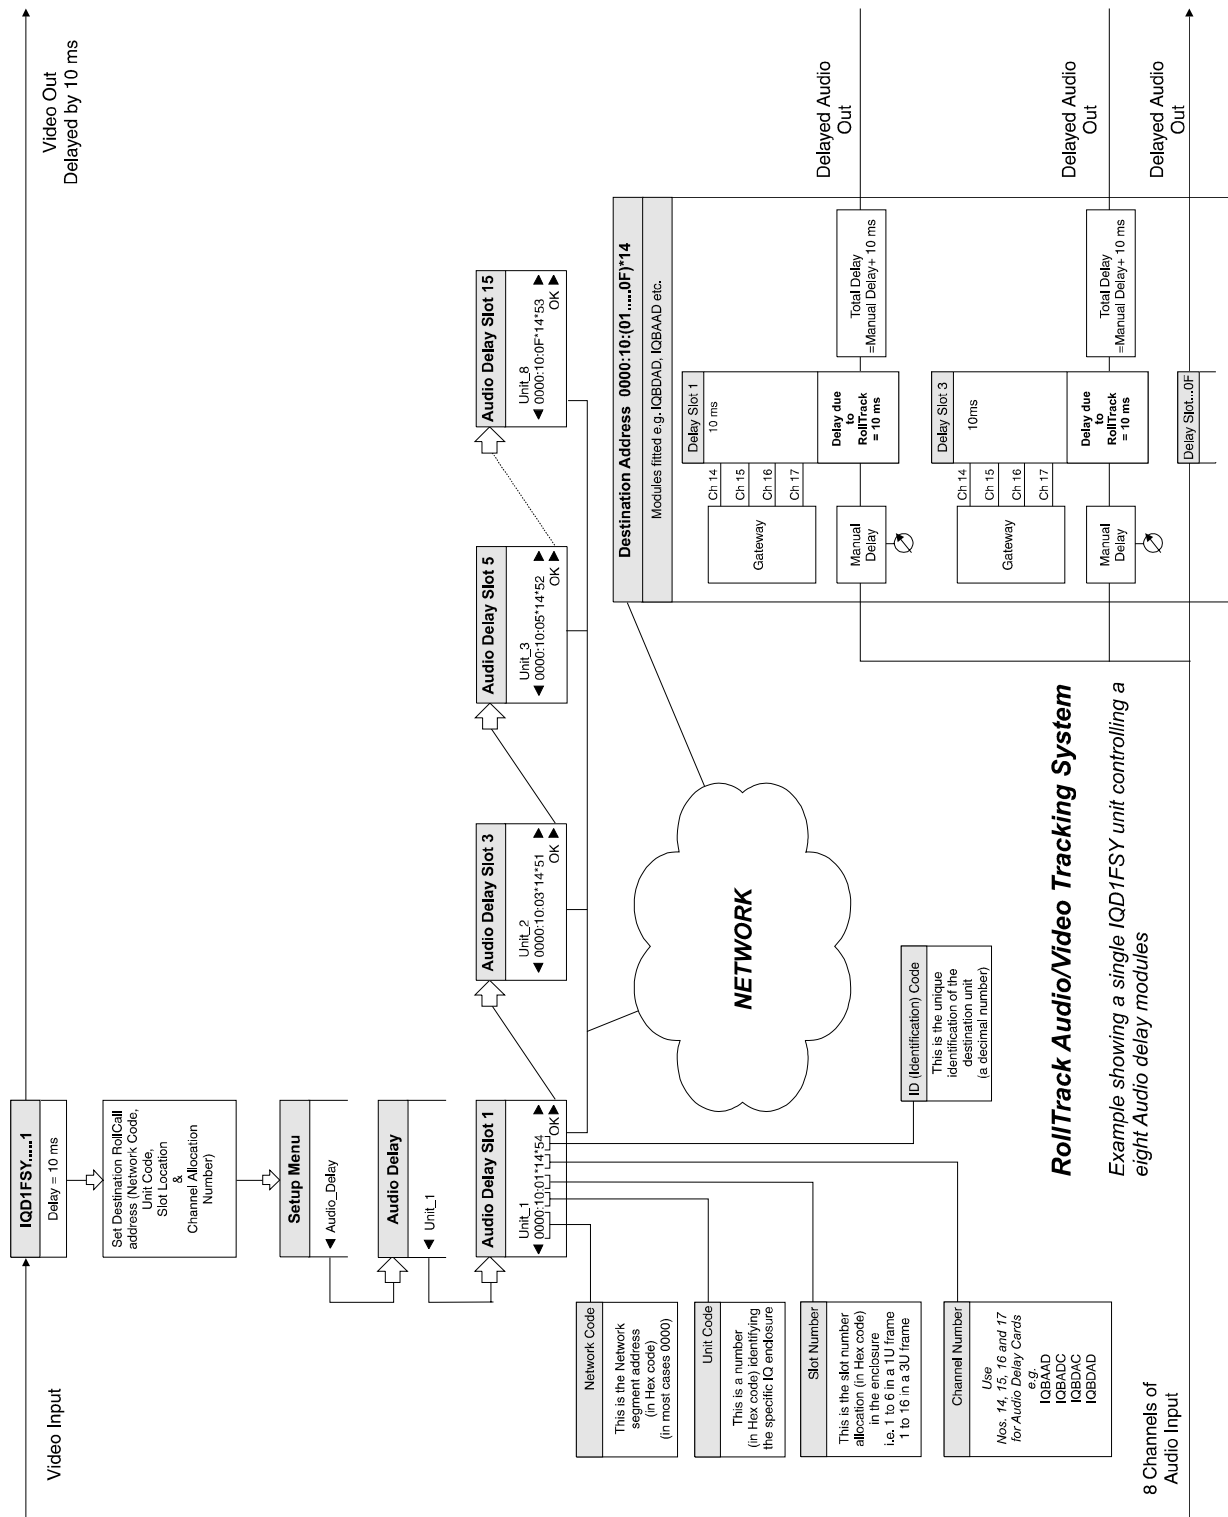 Video Input
Video Out
Delayed by 10 ms
IQD1FSY.....1
Delay = 10 ms
Set Destination RollCall
address (Network Code,
Unit Code,
Slot Location
&
Channel Allocation
Number)
Setup Menu
◀ Audio_Delay
Audio Delay
◀ Unit_1
Audio Delay Slot 1
Unit_1
◀ 0000:10:01*14*54 ▶
OK ▶
Audio Delay Slot 3
Unit_2
◀ 0000:10:03*14*51 ▶
OK ▶
Audio Delay Slot 5
Unit_3
◀ 0000:10:05*14*52 ▶
OK ▶
Audio Delay Slot 15
Unit_8
◀ 0000:10:0F*14*53 ▶
OK ▶
Network Code
This is the Network
segment address
(in Hex code)
(in most cases 0000)
Unit Code
This is a number
(in Hex code) identifying
the specific IQ enclosure
Slot Number
This is the slot number
allocation (in Hex code)
in the enclosure
i.e. 1 to 6 in a 1U frame
1 to 16 in a 3U frame
Channel Number
Use
Nos. 14, 15, 16 and 17
for Audio Delay Cards
e.g.
IQBAAD
IQBADC
IQBDAC
IQBDAD
ID (Identification) Code
This is the unique
identification of the
destination unit
(a decimal number)
NETWORK
Destination Address 0000:10:(01.....0F)*14
Modules fitted e.g. IQBDAD, IQBAAD etc.
Gateway
Ch 14
Ch 15
Ch 16
Ch 17
Delay Slot 1
10 ms
Manual
Delay
Delay due
to
RollTrack
= 10 ms
Total Delay
=Manual Delay+ 10 ms
Delayed Audio
Out
Gateway
Ch 14
Ch 15
Ch 16
Ch 17
Delay Slot 3
10ms
Manual
Delay
Delay due
to
RollTrack
= 10 ms
Total Delay
=Manual Delay+ 10 ms
Delayed Audio
Out
Delay Slot...0F
Delayed Audio
Out
RollTrack Audio/Video Tracking System
Example showing a single IQD1FSY unit controlling a
eight Audio delay modules
8 Channels of
Audio Input